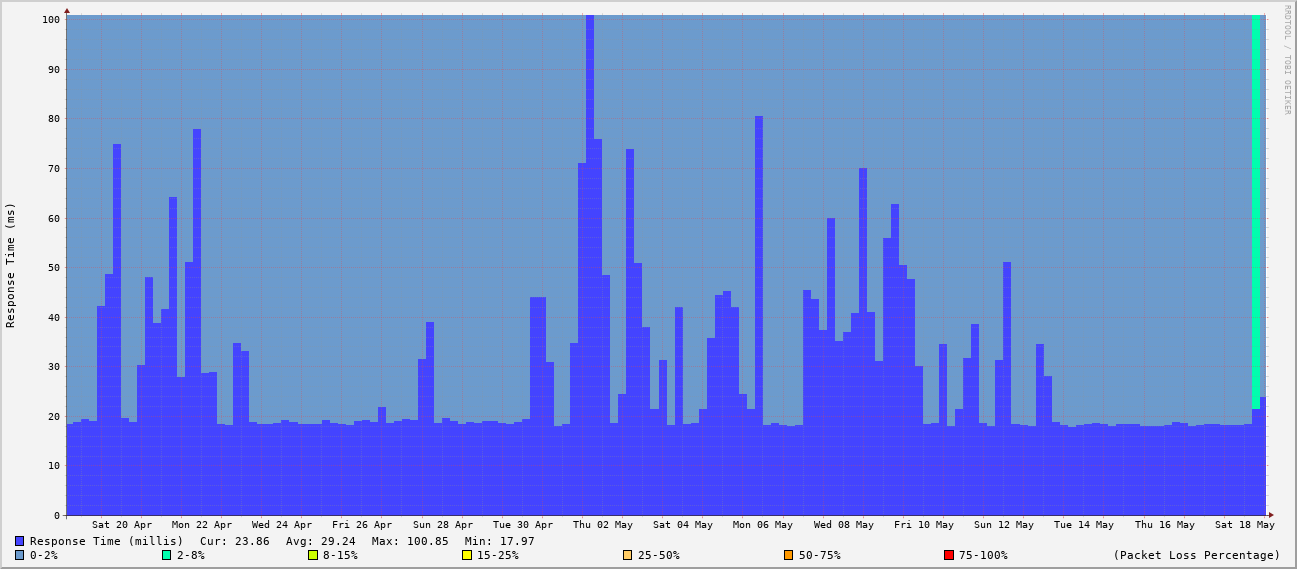 RRDTOOL / TOBI OETIKER
Response Time (ms)
100
90
80
70
60
50
40
30
20
10
0
Sat 20 Apr Mon 22 Apr Wed 24 Apr Fri 26 Apr Sun 28 Apr Tue 30 Apr Thu 02 May Sat 04 May Mon 06 May Wed 08 May Fri 10 May Sun 12 May Tue 14 May Thu 16 May Sat 18 May
Response Time (millis) Cur: 23.86 Avg: 29.24 Max: 100.85 Min: 17.97
0-2% 2-8% 8-15% 15-25% 25-50% 50-75% 75-100% (Packet Loss Percentage)